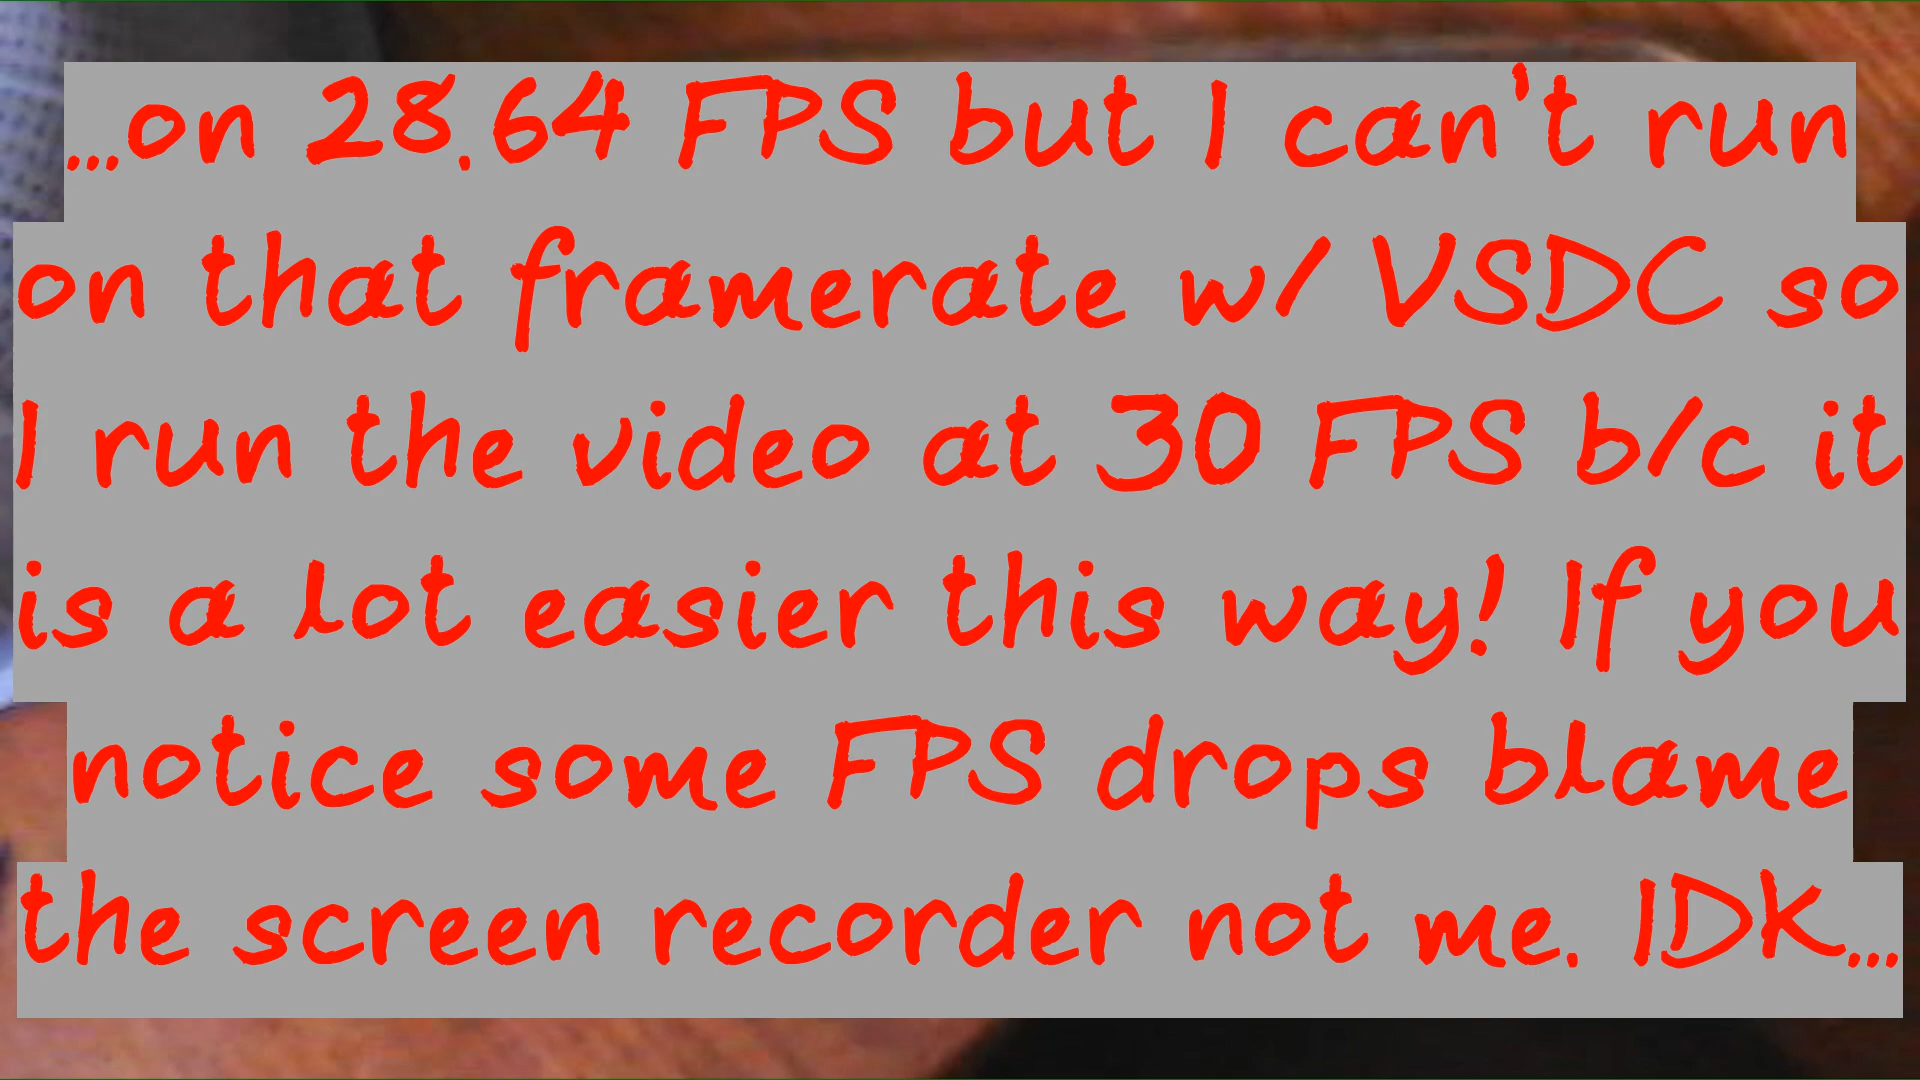 ...on 28.64 FPS but I can't run
on that framerate w/ VSDC so
I run the video at 30 FPS b/c it
is a lot easier this way! If you
notice some FPS drops blame
the screen recorder not me. IDK...